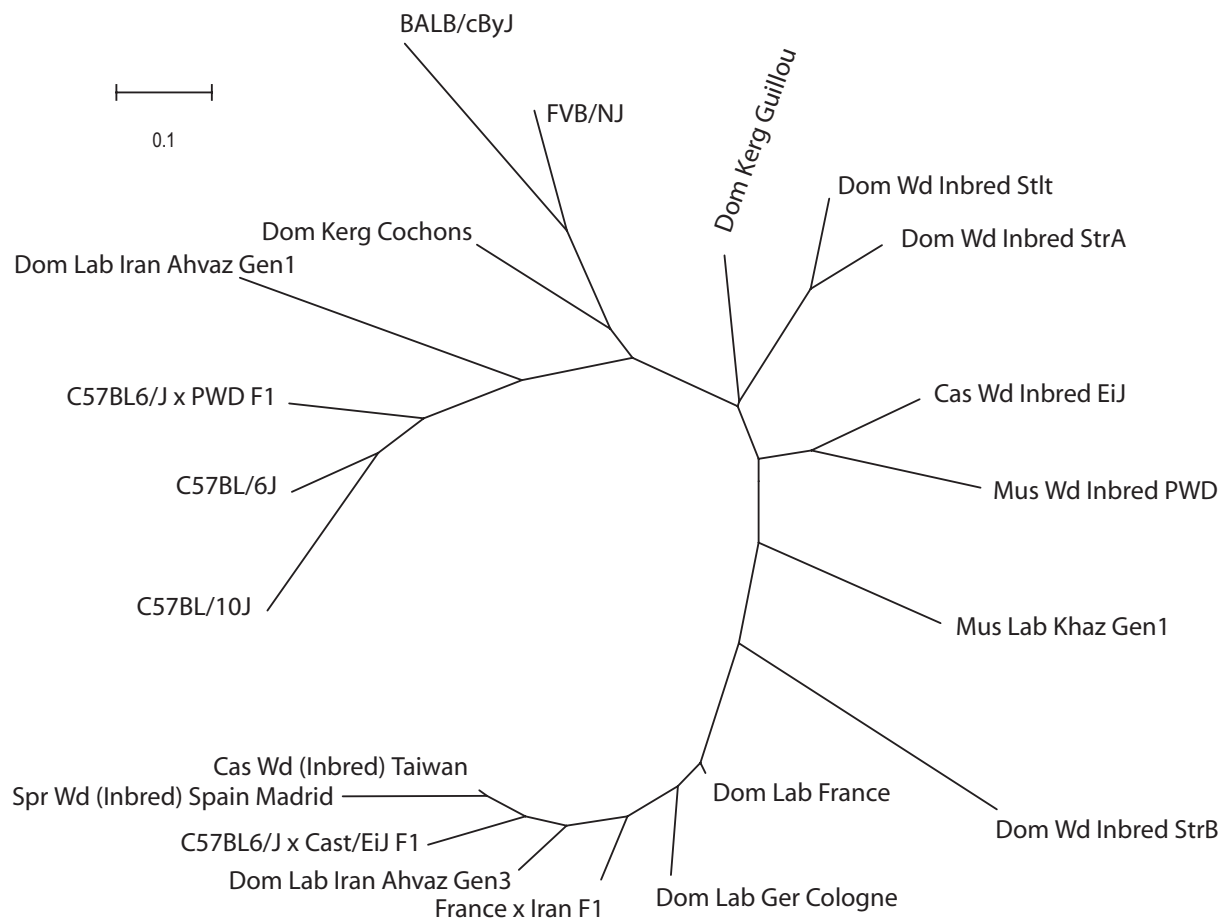 BALB/cByJ
0.1
FVB/NJ
Dom Kerg Guillou
Dom Wd Inbred Stlt
Dom Kerg Cochons
Dom Wd Inbred StrA
Dom Lab Iran Ahvaz Gen1
C57BL6/J x PWD F1
Cas Wd Inbred EiJ
C57BL/6J
Mus Wd Inbred PWD
C57BL/10J
Mus Lab Khaz Gen1
Cas Wd (Inbred) Taiwan
Spr Wd (Inbred) Spain Madrid
Dom Lab France
C57BL6/J x Cast/EiJ F1
Dom Wd Inbred StrB
Dom Lab Iran Ahvaz Gen3
France x Iran F1
Dom Lab Ger Cologne